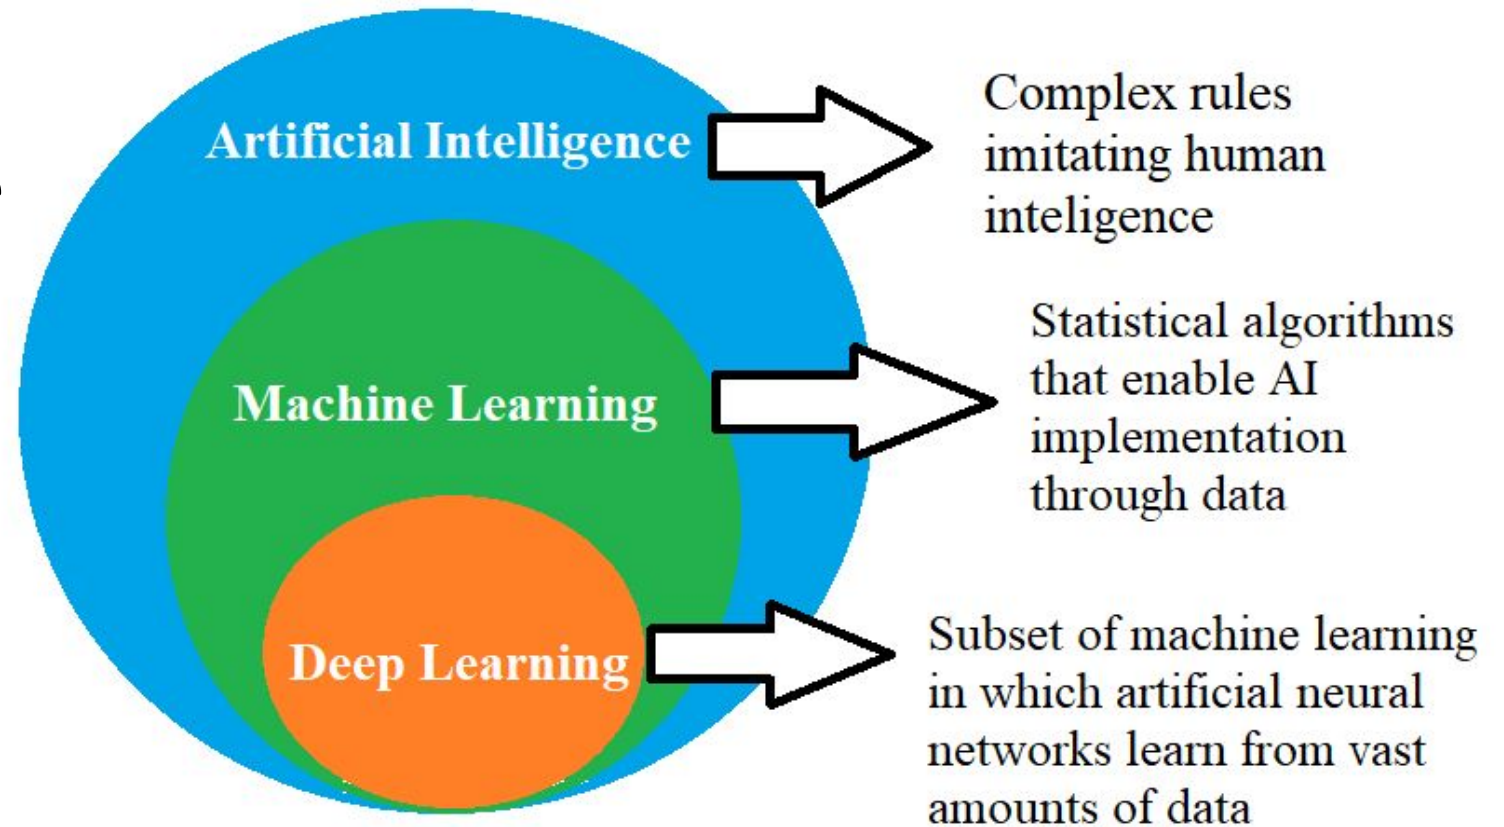 Artificial Intelligence
Complex rules
imitating human
inteligence
Machine Learning
Statistical algorithms
that enable AI
implementation
through data
Deep Learning
Subset of machine learning
in which artificial neural
networks learn from vast
amounts of data